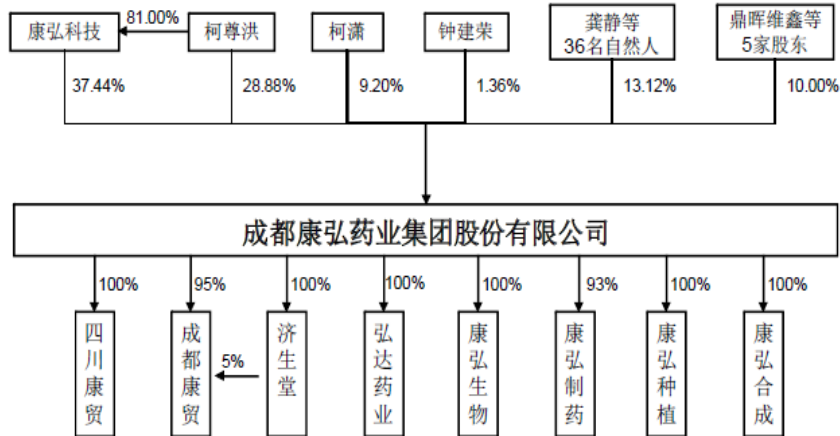 康弘科技
81.00%
柯尊洪
柯潇
钟建荣
龚静等
36名自然人
鼎晖维鑫等
5家股东
37.44%
28.88%
9.20%
1.36%
13.12%
10.00%
成都康弘药业集团股份有限公司
100%
95%
100%
100%
100%
93%
100%
100%
四川康贸
成都康贸
5%
济生堂
弘达药业
康弘生物
康弘制药
康弘种植
康弘合成